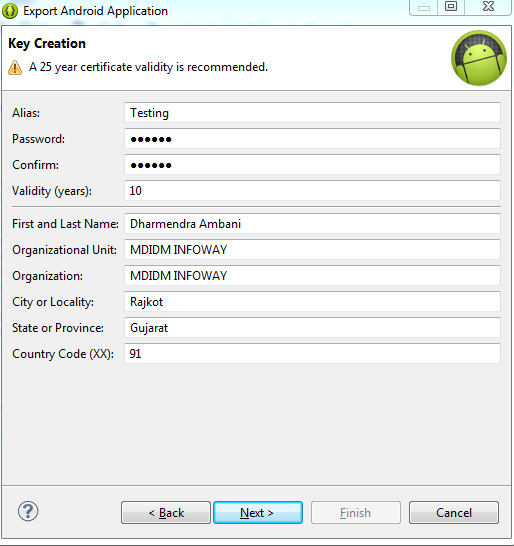 Export Android Application
Key Creation
A 25 year certificate validity is recommended.
Alias: Testing
Password: ●●●●●●
Confirm: ●●●●●●
Validity (years): 10
First and Last Name: Dharmendra Ambani
Organizational Unit: MDIDM INFOWAY
Organization: MDIDM INFOWAY
City or Locality: Rajkot
State or Province: Gujarat
Country Code (XX): 91
? < Back Next > Finish Cancel